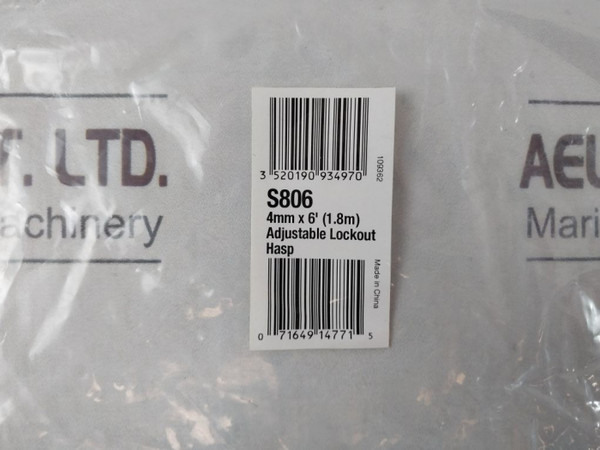 T. LTD.
achinery
3 520190 934970
109362
S806
4mm x 6' (1.8m)
Adjustable Lockout
Hasp
Made in China
0 71649 14771 5
AEU
Mari